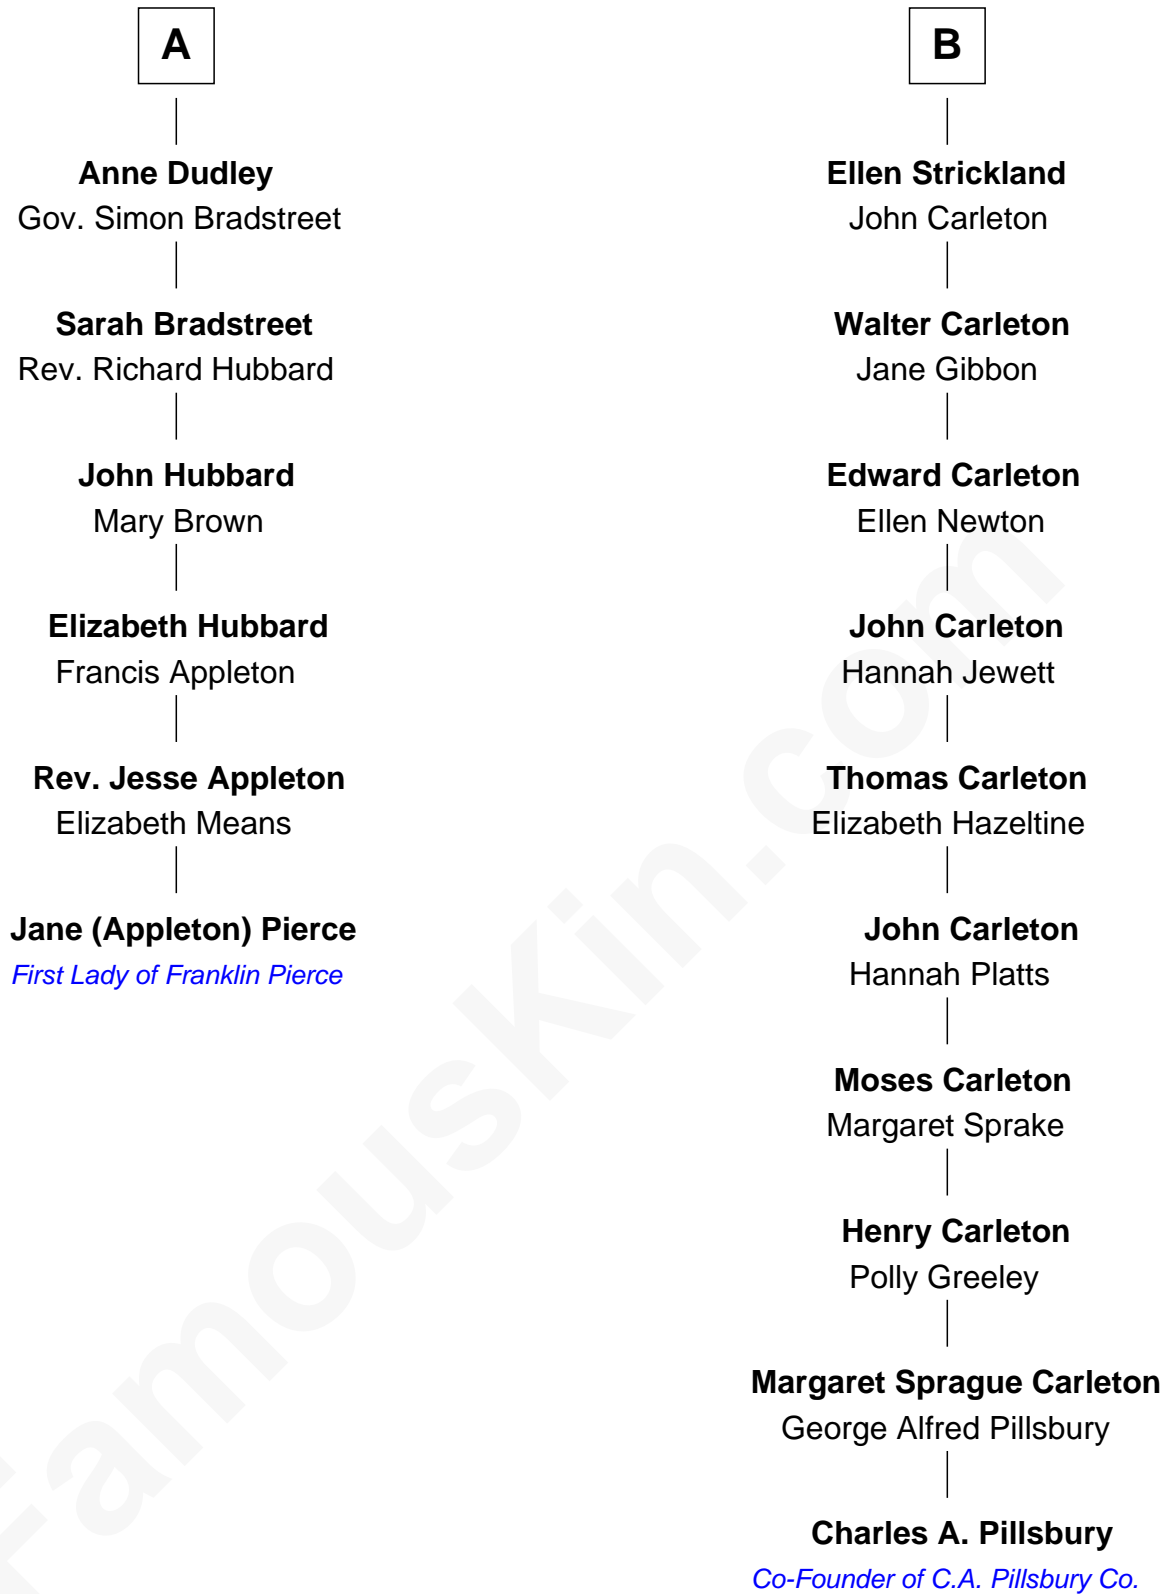 A
Anne Dudley
Gov. Simon Bradstreet
Sarah Bradstreet
Rev. Richard Hubbard
John Hubbard
Mary Brown
Elizabeth Hubbard
Francis Appleton
Rev. Jesse Appleton
Elizabeth Means
Jane (Appleton) Pierce
First Lady of Franklin Pierce
B
Ellen Strickland
John Carleton
Walter Carleton
Jane Gibbon
Edward Carleton
Ellen Newton
John Carleton
Hannah Jewett
Thomas Carleton
Elizabeth Hazeltine
John Carleton
Hannah Platts
Moses Carleton
Margaret Sprake
Henry Carleton
Polly Greeley
Margaret Sprague Carleton
George Alfred Pillsbury
Charles A. Pillsbury
Co-Founder of C.A. Pillsbury Co.
FamousKin.com